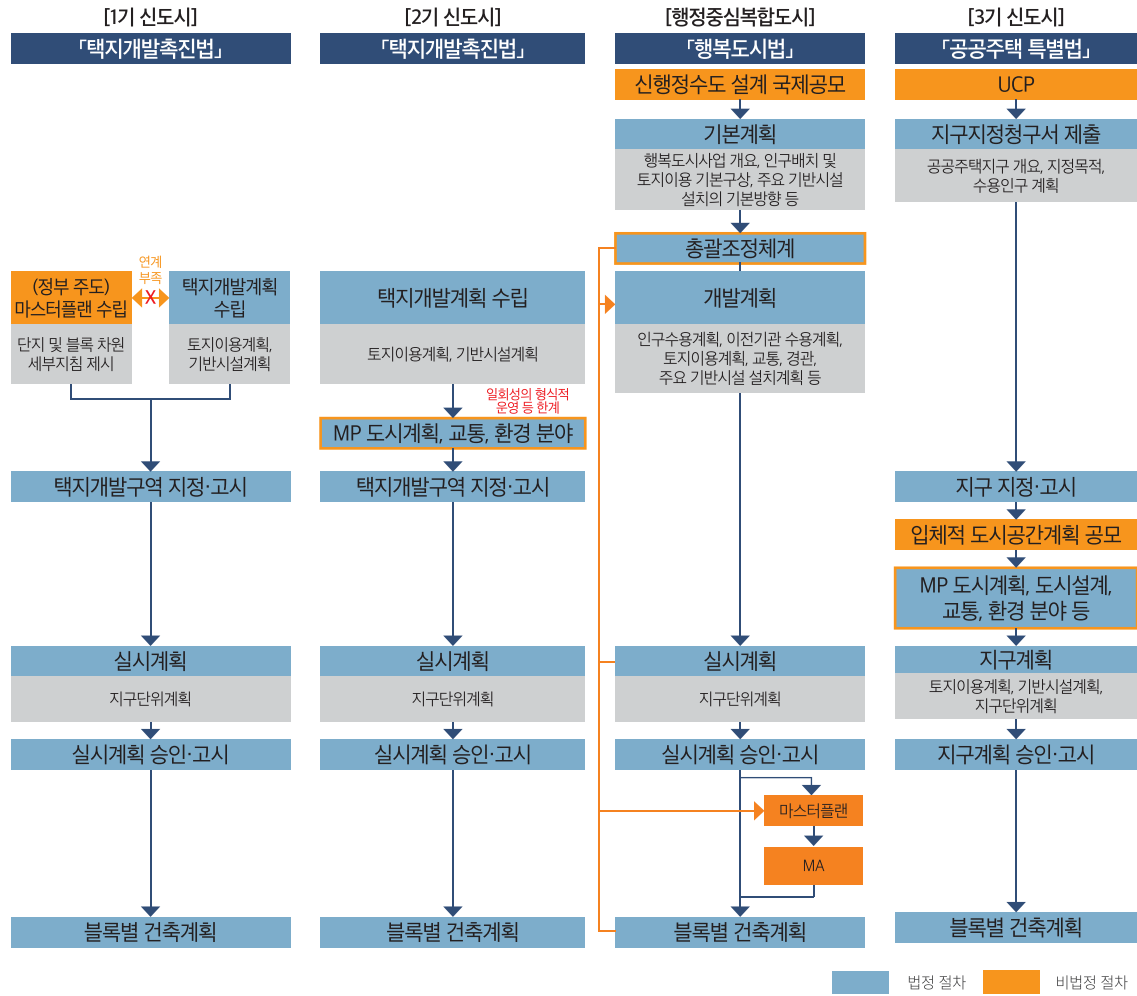 [1기 신도시]
「택지개발촉진법」
연계
부족
X
(정부 주도)
마스터플랜 수립
단지 및 블록 차원
세부지침 제시
택지개발계획
수립
토지이용계획,
기반시설계획
택지개발구역 지정·고시
실시계획
지구단위계획
실시계획 승인·고시
블록별 건축계획
[2기 신도시]
「택지개발촉진법」
택지개발계획 수립
토지이용계획, 기반시설계획
일회성의 형식적
운영 등 한계
MP 도시계획, 교통, 환경 분야
택지개발구역 지정·고시
실시계획
지구단위계획
실시계획 승인·고시
블록별 건축계획
[행정중심복합도시]
「행복도시법」
신행정수도 설계 국제공모
기본계획
행복도시사업 개요, 인구배치 및
토지이용 기본구상, 주요 기반시설
설치의 기본방향 등
총괄조정체계
개발계획
인구수용계획, 이전기관 수용계획,
토지이용계획, 교통, 경관,
주요 기반시설 설치계획 등
실시계획
지구단위계획
실시계획 승인·고시
마스터플랜
MA
블록별 건축계획
[3기 신도시]
「공공주택 특별법」
UCP
지구지정청구서 제출
공공주택지구 개요, 지정목적,
수용인구 계획
지구 지정·고시
입체적 도시공간계획 공모
MP 도시계획, 도시설계,
교통, 환경 분야 등
지구계획
토지이용계획, 기반시설계획,
지구단위계획
지구계획 승인·고시
블록별 건축계획
법정 절차
비법정 절차